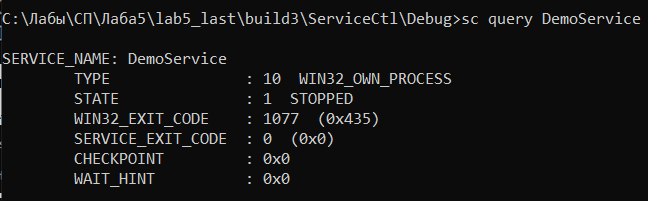 C:\Лабы\СП\Лаба5\lab5_last\build3\ServiceCtl\Debug>sc query DemoService
SERVICE_NAME: DemoService
TYPE : 10 WIN32_OWN_PROCESS
STATE : 1 STOPPED
WIN32_EXIT_CODE : 1077 (0x435)
SERVICE_EXIT_CODE : 0 (0x0)
CHECKPOINT : 0x0
WAIT_HINT : 0x0